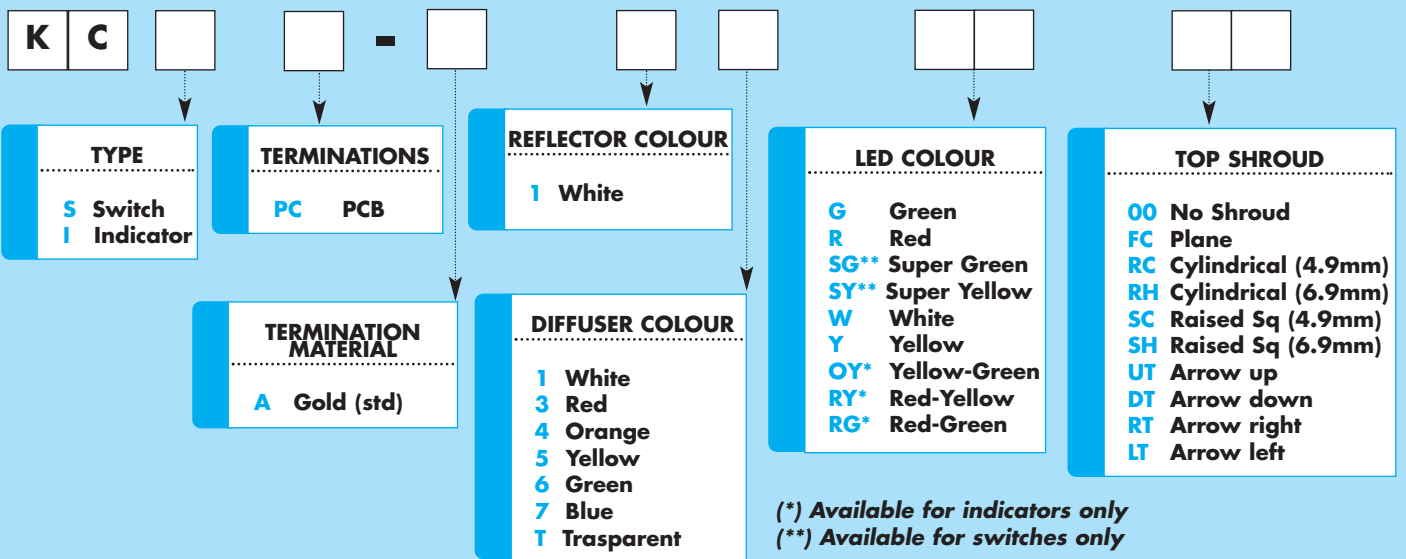 K C -
TYPE
S Switch
I Indicator
TERMINATIONS
PC PCB
REFLECTOR COLOUR
1 White
LED COLOUR
G Green
R Red
SG** Super Green
SY** Super Yellow
W White
Y Yellow
OY* Yellow-Green
RY* Red-Yellow
RG* Red-Green
TOP SHROUD
00 No Shroud
FC Plane
RC Cylindrical (4.9mm)
RH Cylindrical (6.9mm)
SC Raised Sq (4.9mm)
SH Raised Sq (6.9mm)
UT Arrow up
DT Arrow down
RT Arrow right
LT Arrow left
TERMINATION
MATERIAL
A Gold (std)
DIFFUSER COLOUR
1 White
3 Red
4 Orange
5 Yellow
6 Green
7 Blue
T Trasparent
(*) Available for indicators only
(**) Available for switches only